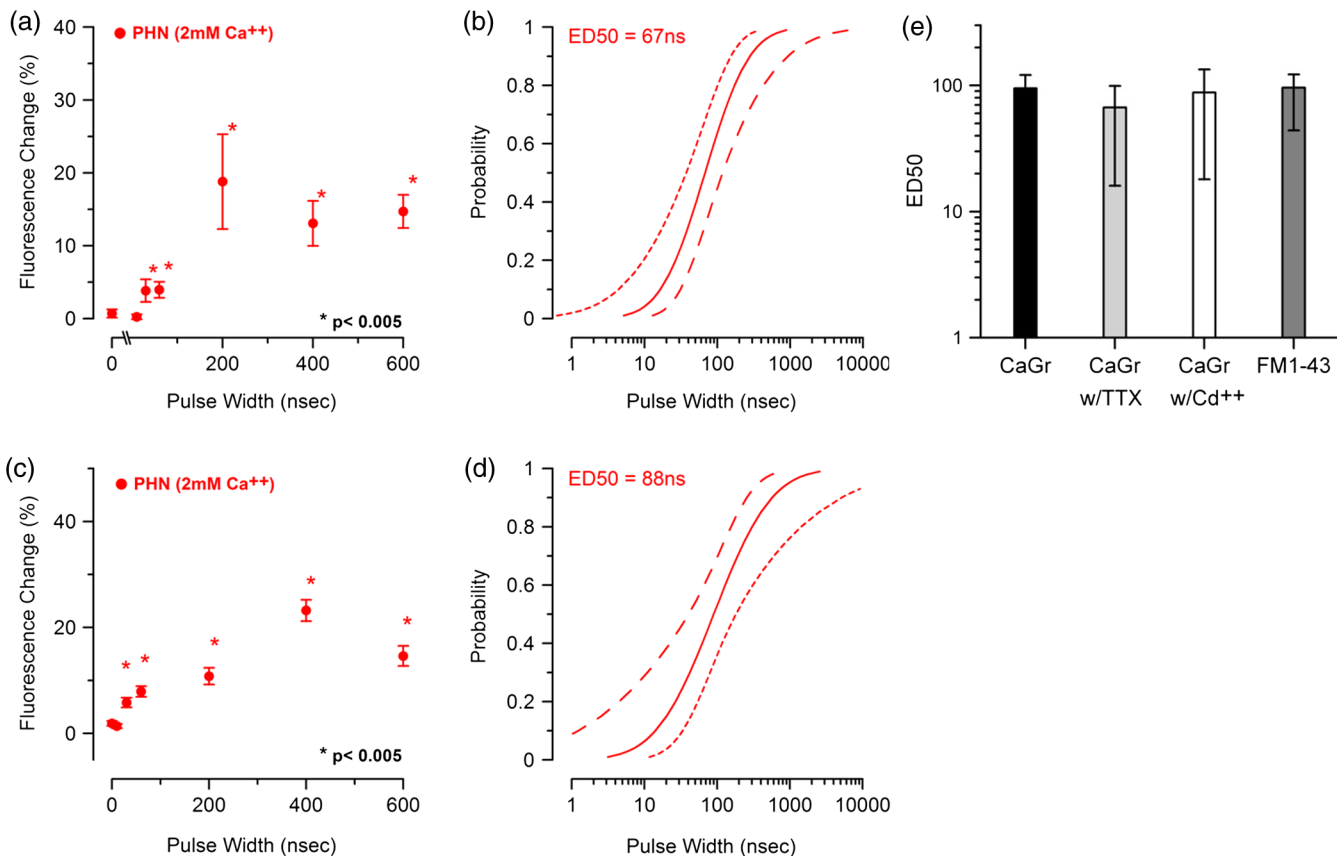 (a)
PHN (2mM Ca++)
Fluorescence Change (%)
40
30
20
10
0
*
*
*
*
*
* p< 0.005
0
200
400
600
Pulse Width (nsec)
(b)
ED50 = 67ns
Probability
1
0.8
0.6
0.4
0.2
0
1
10
100
1000
10000
Pulse Width (nsec)
(c)
PHN (2mM Ca++)
Fluorescence Change (%)
40
20
0
*
*
*
*
*
* p< 0.005
0
200
400
600
Pulse Width (nsec)
(d)
ED50 = 88ns
Probability
1
0.8
0.6
0.4
0.2
0
1
10
100
1000
10000
Pulse Width (nsec)
(e)
ED50
100
10
1
CaGr
CaGr
w/TTX
CaGr
w/Cd++
FM1-43